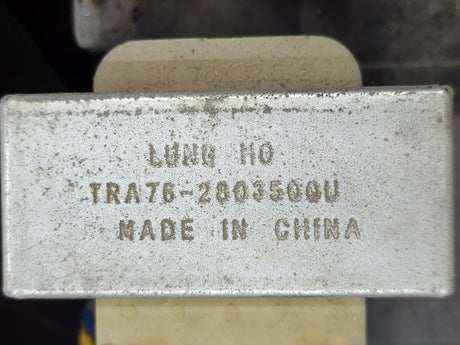 LUNG HO
TRA76-2803500U
MADE IN CHINA